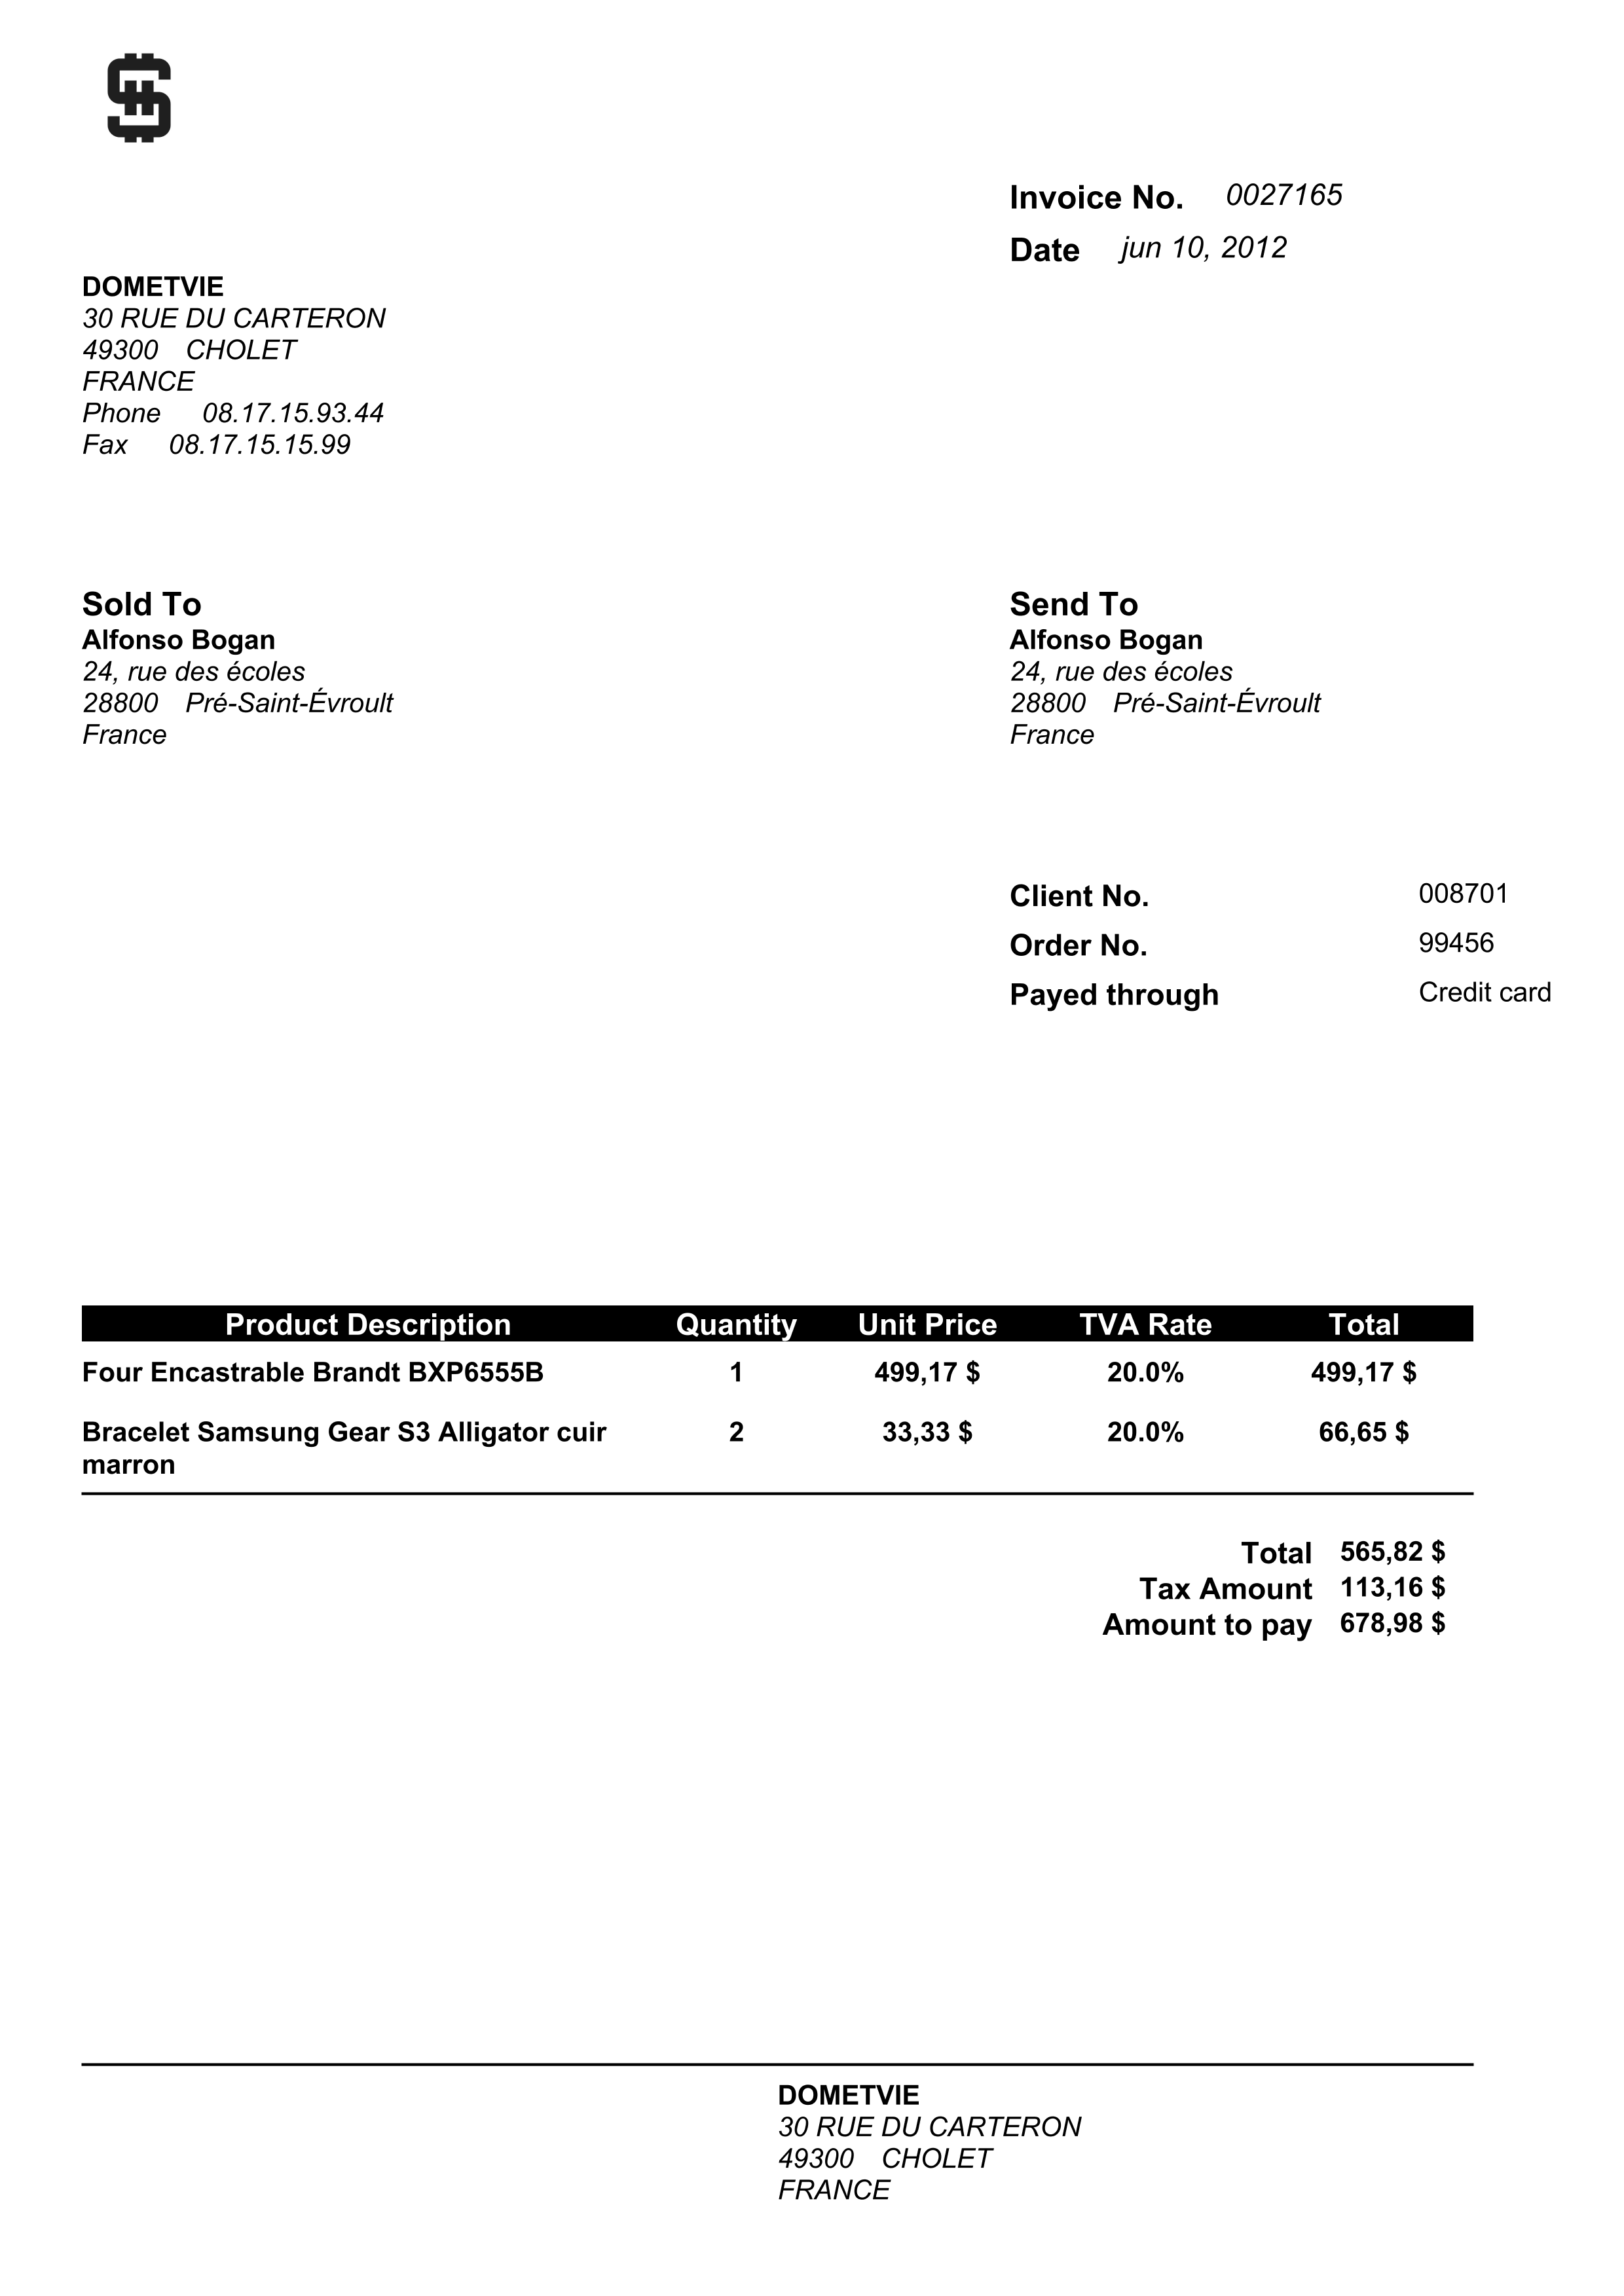 Invoice No. 0027165
Date jun 10, 2012
DOMETVIE
30 RUE DU CARTERON
49300 CHOLET
FRANCE
Phone 08.17.15.93.44
Fax 08.17.15.15.99
Sold To
Alfonso Bogan
24, rue des écoles
28800 Pré-Saint-Évroult
France
Send To
Alfonso Bogan
24, rue des écoles
28800 Pré-Saint-Évroult
France
Client No. 008701
Order No. 99456
Payed through Credit card
Product Description Quantity Unit Price TVA Rate Total
Four Encastrable Brandt BXP6555B 1 499,17 $ 20.0% 499,17 $
Bracelet Samsung Gear S3 Alligator cuir 2 33,33 $ 20.0% 66,65 $
marron
Total 565,82 $
Tax Amount 113,16 $
Amount to pay 678,98 $
DOMETVIE
30 RUE DU CARTERON
49300 CHOLET
FRANCE